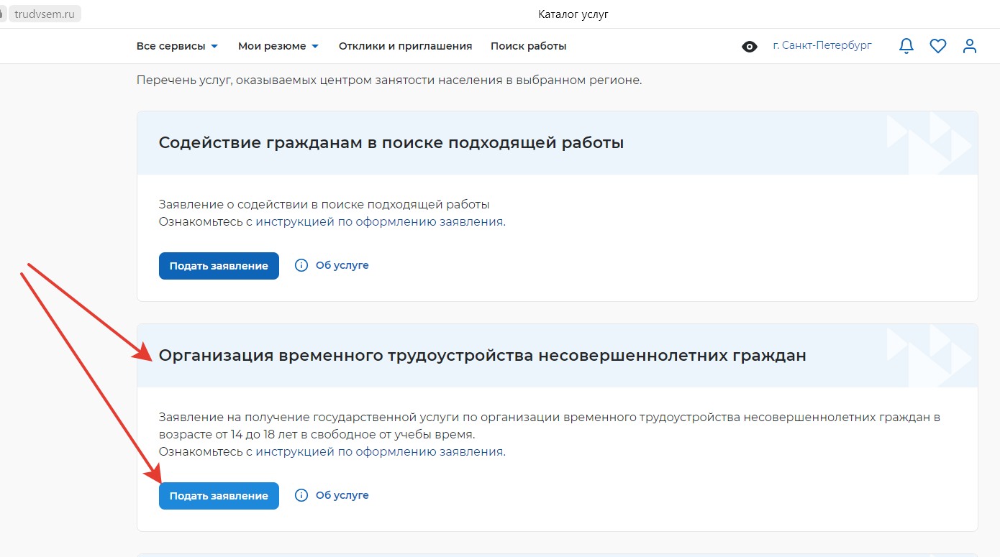 trudvsem.ru
Каталог услуг
Все сервисы
Мои резюме
Отклики и приглашения
Поиск работы
г. Санкт-Петербург
Перечень услуг, оказываемых центром занятости населения в выбранном регионе.
Содействие гражданам в поиске подходящей работы
Заявление о содействии в поиске подходящей работы
Ознакомьтесь с инструкцией по оформлению заявления.
Подать заявление
Об услуге
Организация временного трудоустройства несовершеннолетних граждан
Заявление на получение государственной услуги по организации временного трудоустройства несовершеннолетних граждан в
возрасте от 14 до 18 лет в свободное от учебы время.
Ознакомьтесь с инструкцией по оформлению заявления.
Подать заявление
Об услуге